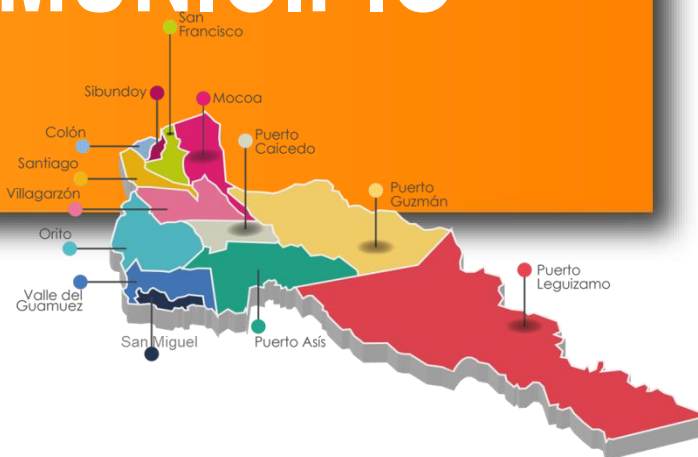 MUNICIPIO
San
Francisco
Sibundoy
Mocoa
Colón
Puerto
Caicedo
Santiago
Villagarzón
Puerto
Guzmán
Orito
Puerto
Leguizamo
Valle del
Guamuez
San Miguel
Puerto Asís